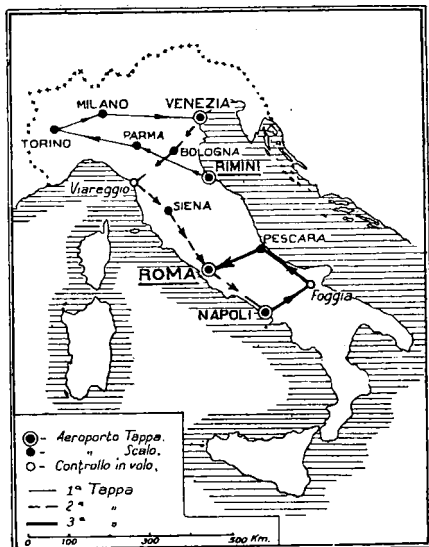 MILANO
VENEZIA
TORINO
PARMA
BOLOGNA
RIMINI
Viareggio
SIENA
PESCARA
ROMA
Foggia
NAPOLI
- Aeroporto Tappa.
- " Scalo.
- Controllo in volo.
1ª Tappa
2ª "
3ª "
0 100 300 500 Km.